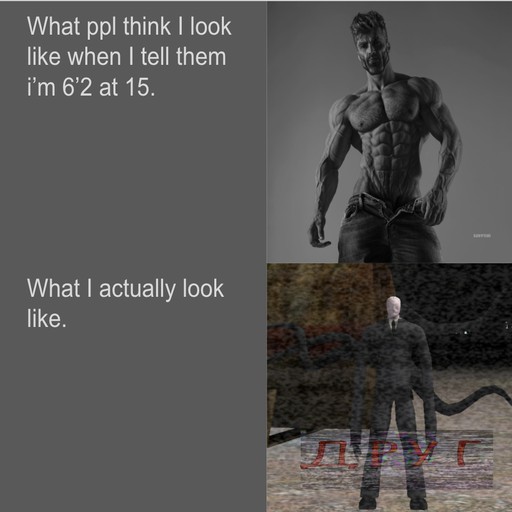 What ppl think I look
like when I tell them
i’m 6’2 at 15.
What I actually look
like.
ДРУГ